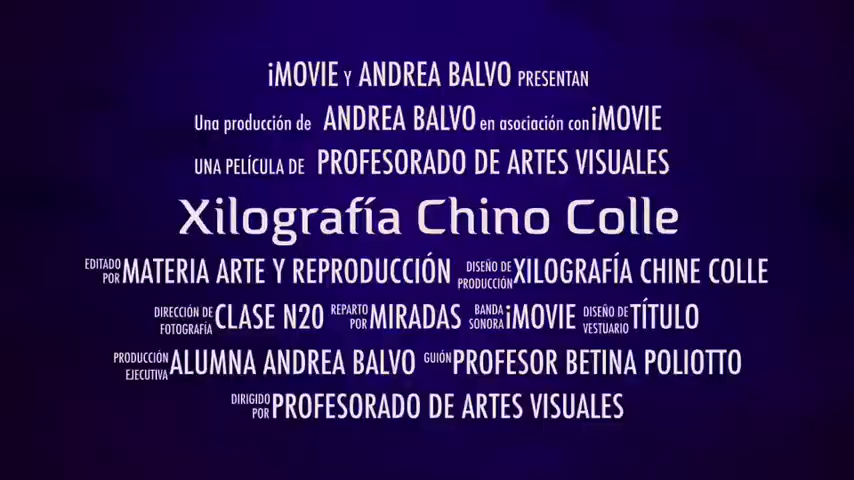 iMOVIE Y ANDREA BALVO PRESENTAN
Una producción de ANDREA BALVO en asociación con iMOVIE
UNA PELÍCULA DE PROFESORADO DE ARTES VISUALES
Xilografía Chino Colle
EDITADO POR MATERIA ARTE Y REPRODUCCIÓN DISEÑO DE PRODUCCIÓN XILOGRAFÍA CHINE COLLE
DIRECCIÓN DE FOTOGRAFÍA CLASE N20 REPARTO POR MIRADAS BANDA SONORA iMOVIE DISEÑO DE VESTUARIO TÍTULO
PRODUCCIÓN EJECUTIVA ALUMNA ANDREA BALVO GUIÓN PROFESOR BETINA POLIOTTO
DIRIGIDO POR PROFESORADO DE ARTES VISUALES